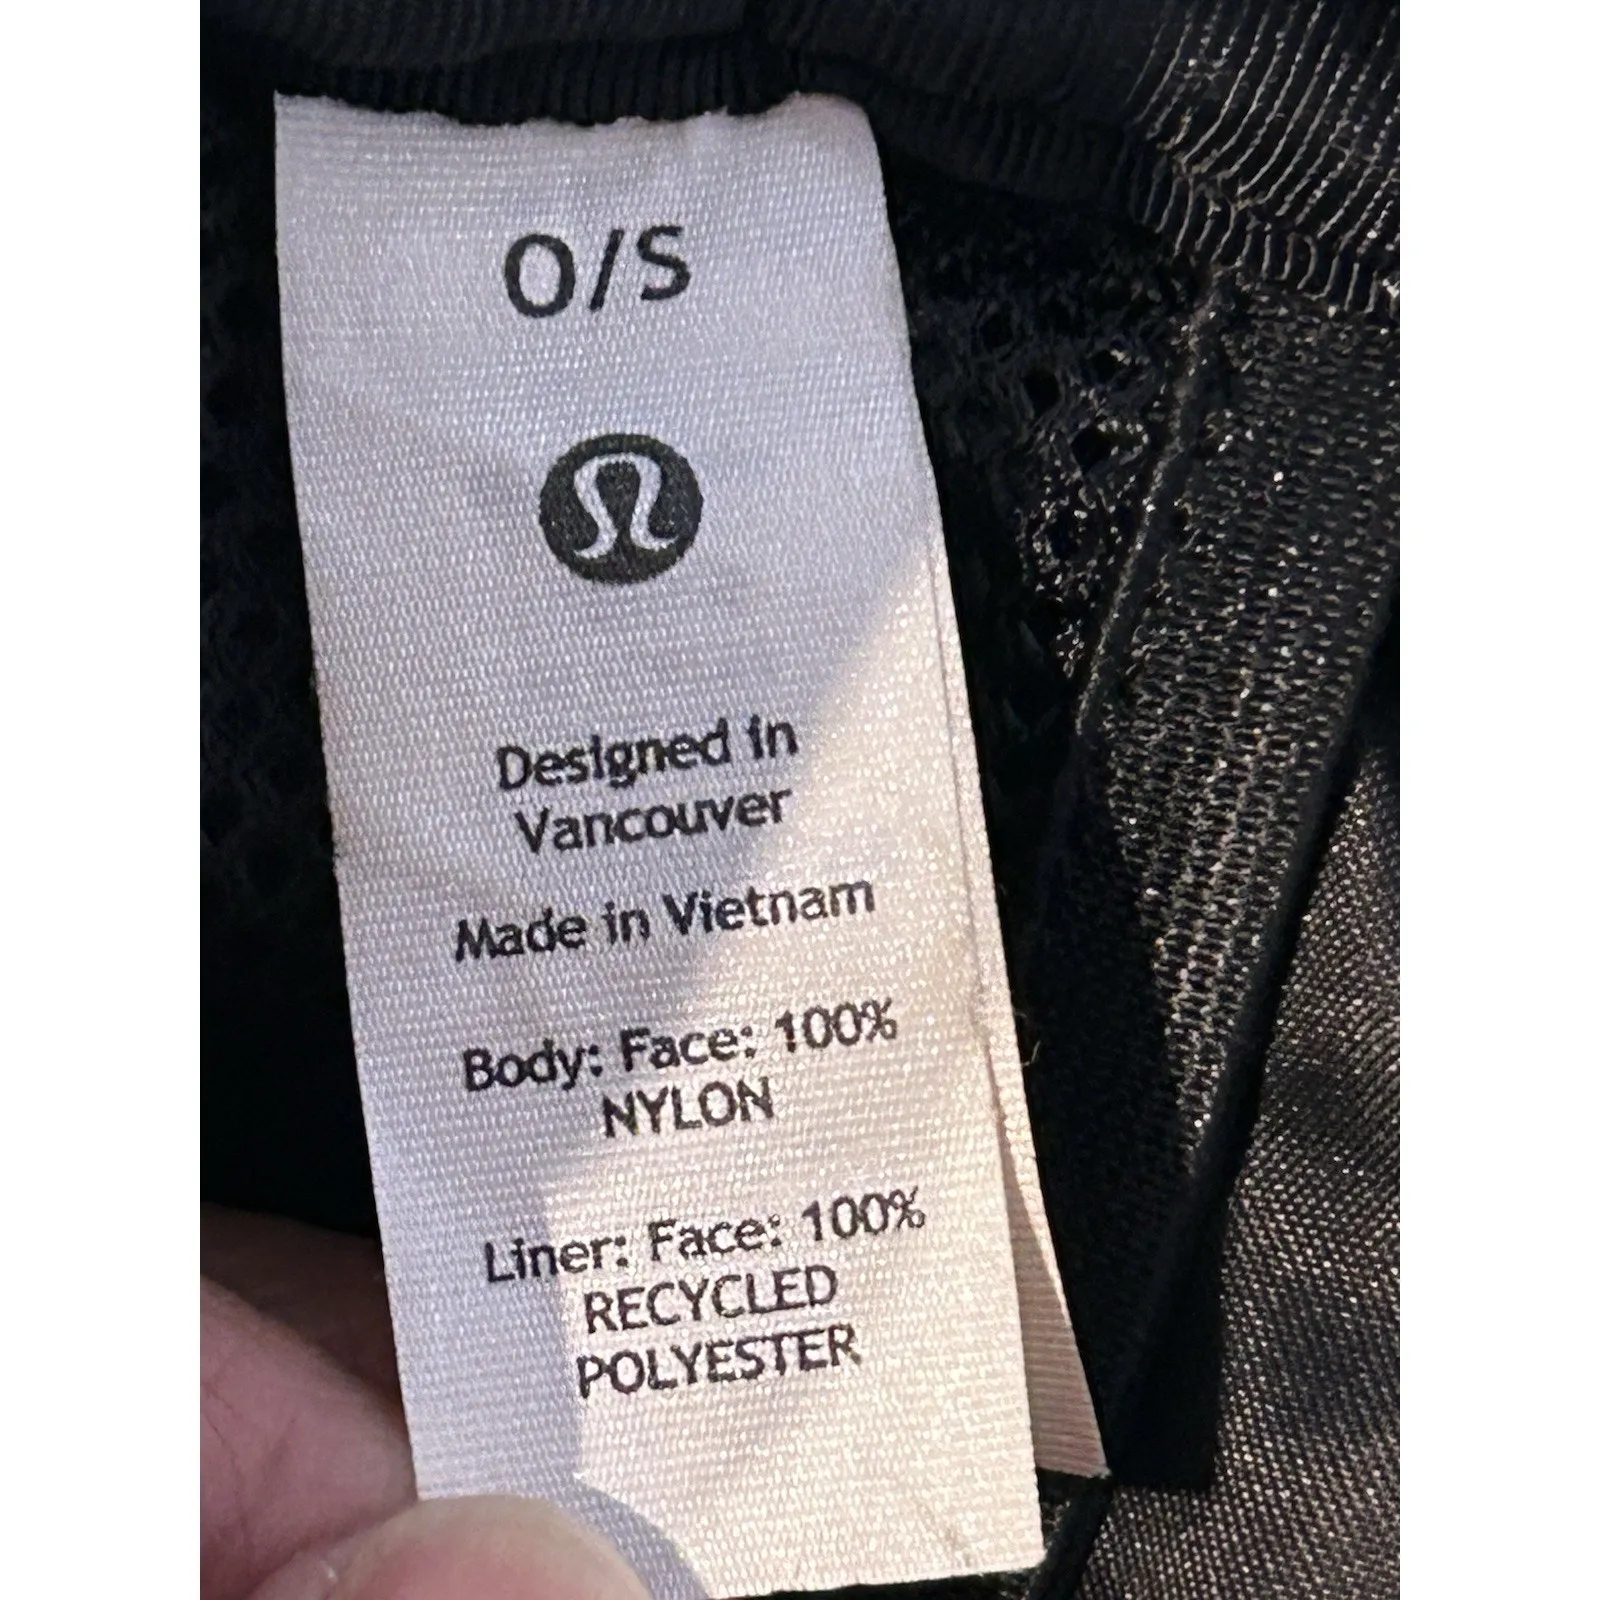 O/S
Designed in
Vancouver
Made in Vietnam
Body: Face: 100%
NYLON
Liner: Face: 100%
RECYCLED
POLYESTER